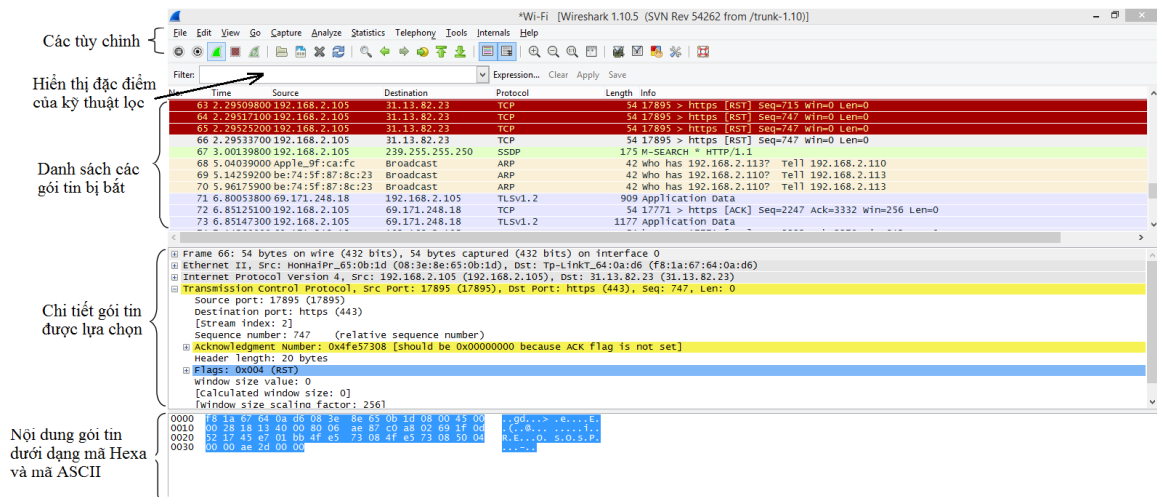 *Wi-Fi [Wireshark 1.10.5 (SVN Rev 54262 from /trunk-1.10)]
File Edit View Go Capture Analyze Statistics Telephony Tools Internals Help
Các tùy chinh
Filter: Expression... Clear Apply Save
Hiển thị đặc điểm
của kỹ thuật lọc
No. Time Source Destination Protocol Length Info
63 2.29509800 192.168.2.105 31.13.82.23 TCP 54 17895 > https [RST] Seq=715 Win=0 Len=0
64 2.29517100 192.168.2.105 31.13.82.23 TCP 54 17895 > https [RST] Seq=747 Win=0 Len=0
65 2.29525200 192.168.2.105 31.13.82.23 TCP 54 17895 > https [RST] Seq=747 Win=0 Len=0
66 2.29533700 192.168.2.105 31.13.82.23 TCP 54 17895 > https [RST] Seq=747 Win=0 Len=0
67 3.00139800 192.168.2.105 239.255.255.250 SSDP 175 M-SEARCH * HTTP/1.1
68 5.04039000 Apple_9f:ca:fc Broadcast ARP 42 Who has 192.168.2.113? Tell 192.168.2.110
69 5.14259200 be:74:5f:87:8c:23 Broadcast ARP 42 Who has 192.168.2.110? Tell 192.168.2.113
70 5.96175900 be:74:5f:87:8c:23 Broadcast ARP 42 Who has 192.168.2.110? Tell 192.168.2.113
71 6.80053800 69.171.248.18 192.168.2.105 TLSv1.2 909 Application Data
72 6.85125100 192.168.2.105 69.171.248.18 TCP 54 17771 > https [ACK] Seq=2247 Ack=3332 Win=256 Len=0
73 6.85147300 192.168.2.105 69.171.248.18 TLSv1.2 1177 Application Data
Danh sách các
gói tin bị bắt
Frame 66: 54 bytes on wire (432 bits), 54 bytes captured (432 bits) on interface 0
Ethernet II, Src: HonHaiPr_65:0b:1d (08:3e:8e:65:0b:1d), Dst: Tp-LinkT_64:0a:d6 (f8:1a:67:64:0a:d6)
Internet Protocol Version 4, Src: 192.168.2.105 (192.168.2.105), Dst: 31.13.82.23 (31.13.82.23)
Transmission Control Protocol, Src Port: 17895 (17895), Dst Port: https (443), Seq: 747, Len: 0
Source port: 17895 (17895)
Destination port: https (443)
[Stream index: 2]
Sequence number: 747 (relative sequence number)
Acknowledgment Number: 0x4fe57308 [should be 0x00000000 because ACK flag is not set]
Header length: 20 bytes
Flags: 0x004 (RST)
Window size value: 0
[Calculated window size: 0]
[Window size scaling factor: 256]
Chi tiết gói tin
được lựa chọn
0000 f8 1a 67 64 0a d6 08 3e 8e 65 0b 1d 08 00 45 00 ..gd...> .e....E.
0010 00 28 18 13 40 00 80 06 ae 87 c0 a8 02 69 1f 0d .(..@... .....i..
0020 52 17 45 e7 01 bb 4f e5 73 08 4f e5 73 08 50 04 R.E...O. s.O.s.P.
0030 00 00 ae 2d 00 00 ...-..
Nội dung gói tin
dưới dạng mã Hexa
và mã ASCII